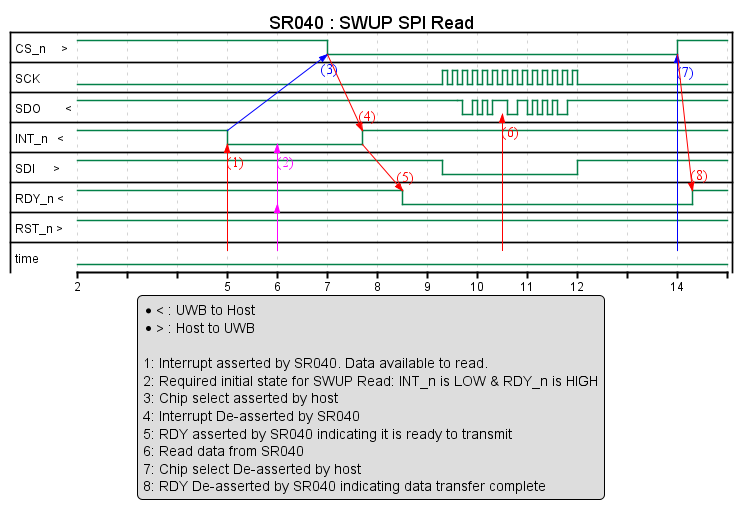 SR040 : SWUP SPI Read
CS_n >
(3)
(7)
SCK
SDO <
(4)
(6)
INT_n <
(1)
(2)
SDI >
(5)
(8)
RDY_n <
RST_n >
time
2 5 6 7 8 9 10 11 12 14
• < : UWB to Host
• > : Host to UWB
1: Interrupt asserted by SR040. Data available to read.
2: Required initial state for SWUP Read: INT_n is LOW & RDY_n is HIGH
3: Chip select asserted by host
4: Interrupt De-asserted by SR040
5: RDY asserted by SR040 indicating it is ready to transmit
6: Read data from SR040
7: Chip select De-asserted by host
8: RDY De-asserted by SR040 indicating data transfer complete